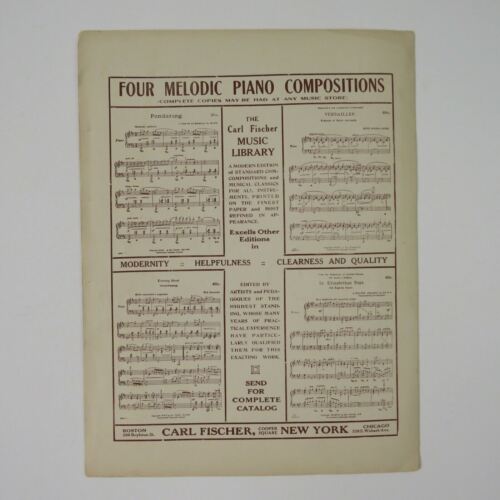 FOUR MELODIC PIANO COMPOSITIONS
(COMPLETE COPIES MAY BE HAD AT ANY MUSIC STORE)
Pondering
THE
Carl Fischer
MUSIC
LIBRARY
A MODERN EDITION
of STANDARD COM-
COMPOSITIONS and
MUSICAL CLASSICS
FOR ALL INSTRU-
MENTS, PRINTED
ON THE FINEST
PAPER and MOST
REFINED IN AP-
PEARANCE.
Excells Other
Editions
in
VERSAILLES
MODERNITY :: HELPFULNESS :: CLEARNESS AND QUALITY
EDITED BY
ARTISTS and PEDA-
GOGUES OF THE
HIGHEST STAND-
ING, WHOSE MANY
YEARS OF PRAC-
TICAL EXPERIENCE
HAVE PARTICU-
LARLY QUALIFIED
THEM FOR THIS
EXACTING WORK.
SEND
FOR
COMPLETE
CATALOG
In Elizabethan Days
BOSTON
CARL FISCHER,
COOPER
SQUARE
NEW YORK
CHICAGO